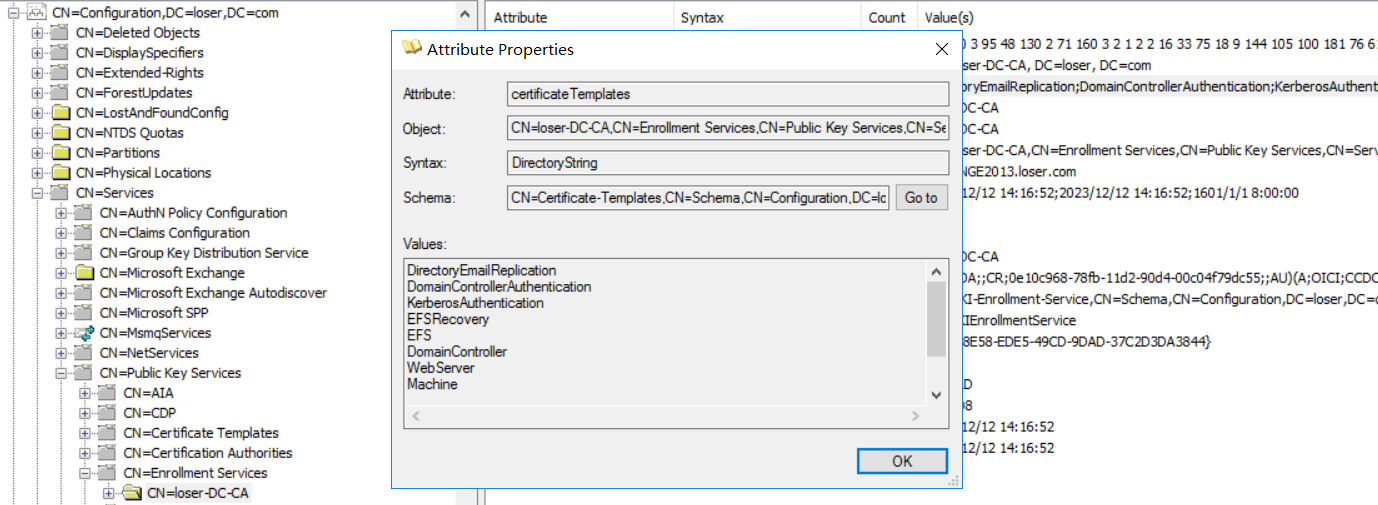 CN=Configuration,DC=loser,DC=com
CN=Deleted Objects
CN=DisplaySpecifiers
CN=Extended-Rights
CN=ForestUpdates
CN=LostAndFoundConfig
CN=NTDS Quotas
CN=Partitions
CN=Physical Locations
CN=Services
CN=AuthN Policy Configuration
CN=Claims Configuration
CN=Group Key Distribution Service
CN=Microsoft Exchange
CN=Microsoft Exchange Autodiscover
CN=Microsoft SPP
CN=MsmqServices
CN=NetServices
CN=Public Key Services
CN=AIA
CN=CDP
CN=Certificate Templates
CN=Certification Authorities
CN=Enrollment Services
CN=loser-DC-CA
Attribute Properties
Attribute: certificateTemplates
Object: CN=loser-DC-CA,CN=Enrollment Services,CN=Public Key Services,CN=Se
Syntax: DirectoryString
Schema: CN=Certificate-Templates,CN=Schema,CN=Configuration,DC=lo Go to
Values:
DirectoryEmailReplication
DomainControllerAuthentication
KerberosAuthentication
EFSRecovery
EFS
DomainController
WebServer
Machine
OK
Attribute Syntax Count Value(s)
0 3 95 48 130 2 71 160 3 2 1 2 2 16 33 75 18 9 144 105 100 181 76 6
ser-DC-CA, DC=loser, DC=com
ryEmailReplication;DomainControllerAuthentication;KerberosAuthenti
DC-CA
DC-CA
ser-DC-CA,CN=Enrollment Services,CN=Public Key Services,CN=Serv
NGE2013.loser.com
12/12 14:16:52;2023/12/12 14:16:52;1601/1/1 8:00:00
DC-CA
DA;;CR;0e10c968-78fb-11d2-90d4-00c04f79dc55;;AU)(A;OICI;CCDC
KI-Enrollment-Service,CN=Schema,CN=Configuration,DC=loser,DC=c
KIEnrollmentService
8E58-EDE5-49CD-9DAD-37C2D3DA3844}
D
08
12/12 14:16:52
12/12 14:16:52